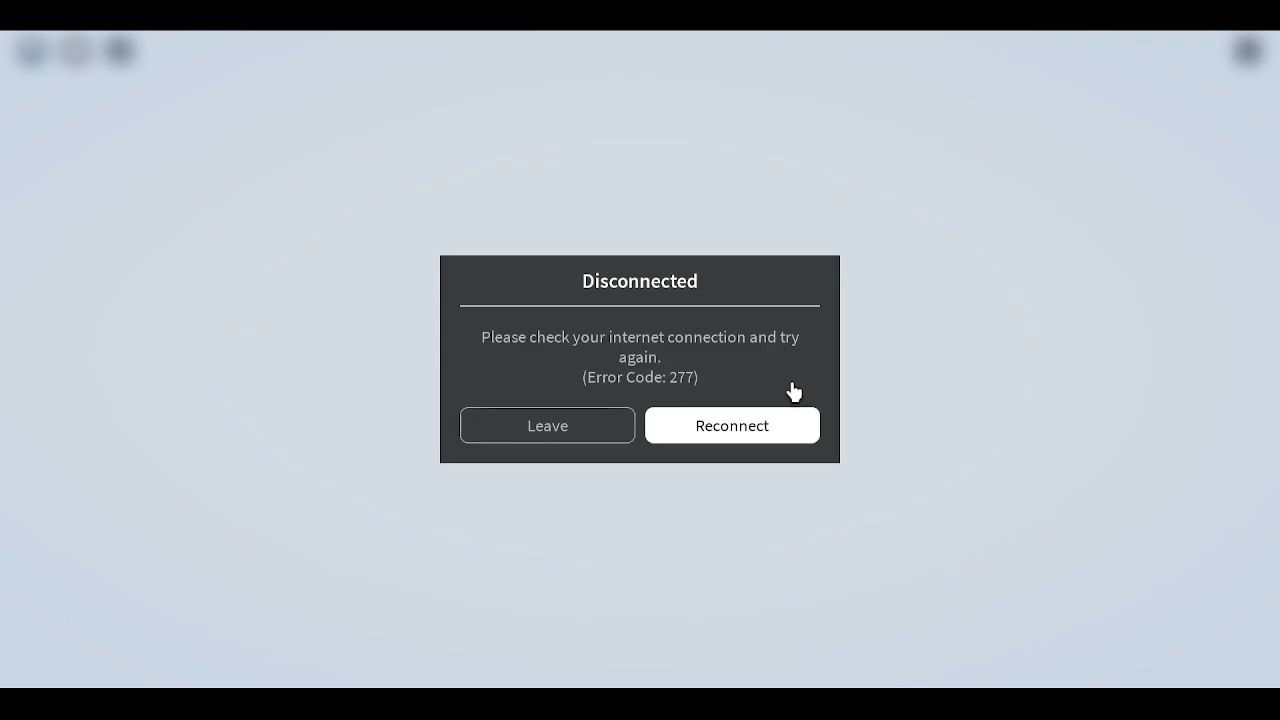 Disconnected
Please check your internet connection and try
again.
(Error Code: 277)
Leave
Reconnect